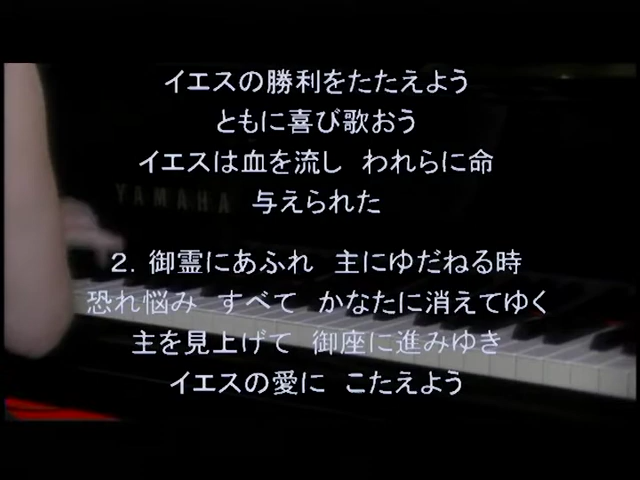 イエスの勝利をたたえよう
ともに喜び歌おう
イエスは血を流し　われらに命
与えられた
YAMAHA
２．御霊にあふれ　主にゆだねる時
恐れ悩み　すべて　かなたに消えてゆく
主を見上げて　御座に進みゆき
イエスの愛に　こたえよう